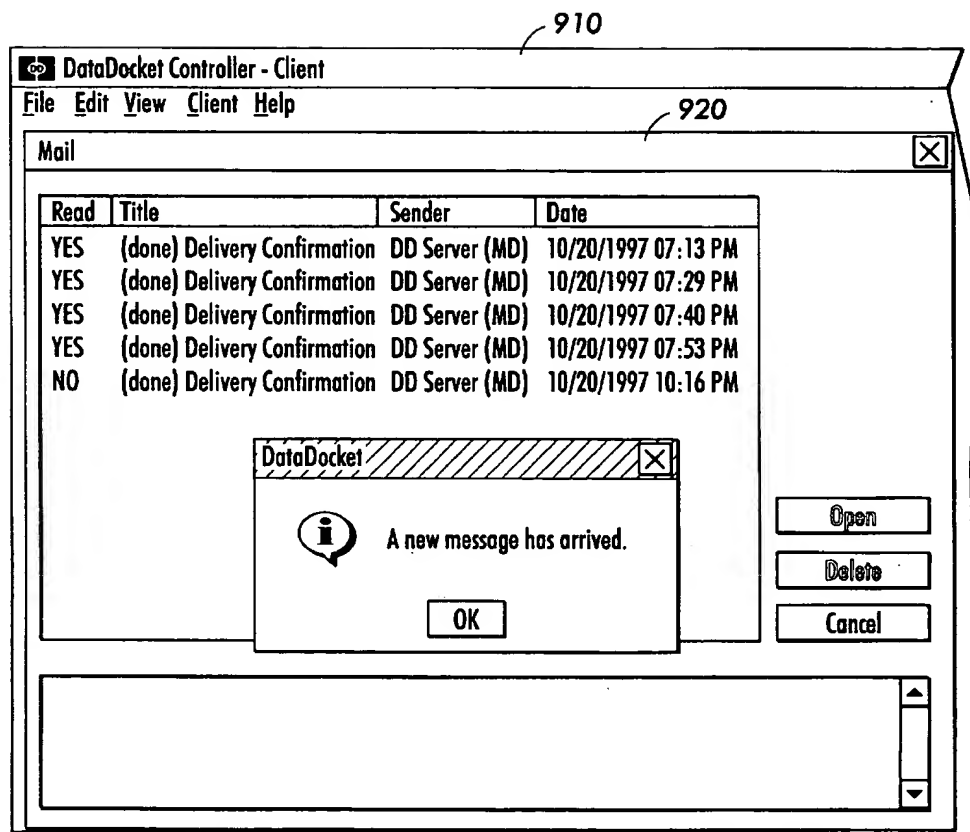 910
DataDocket Controller - Client
File Edit View Client Help
920
Mail
Read Title Sender Date
YES (done) Delivery Confirmation DD Server (MD) 10/20/1997 07:13 PM
YES (done) Delivery Confirmation DD Server (MD) 10/20/1997 07:29 PM
YES (done) Delivery Confirmation DD Server (MD) 10/20/1997 07:40 PM
YES (done) Delivery Confirmation DD Server (MD) 10/20/1997 07:53 PM
NO (done) Delivery Confirmation DD Server (MD) 10/20/1997 10:16 PM
DataDocket
i A new message has arrived.
OK
Open
Delete
Cancel